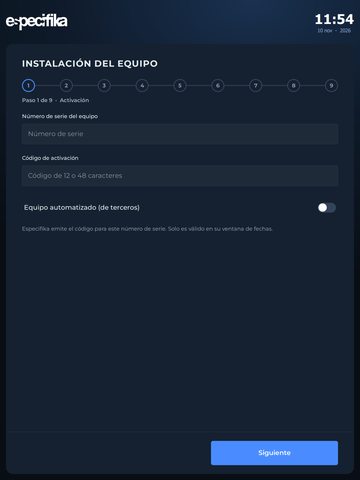 especifika
11:54
10 nov - 2026
INSTALACIÓN DEL EQUIPO
1 2 3 4 5 6 7 8 9
Paso 1 de 9 · Activación
Número de serie del equipo
Número de serie
Código de activación
Código de 12 o 48 caracteres
Equipo automatizado (de terceros)
Especifika emite el código para este número de serie. Solo es válido en su ventana de fechas.
Siguiente